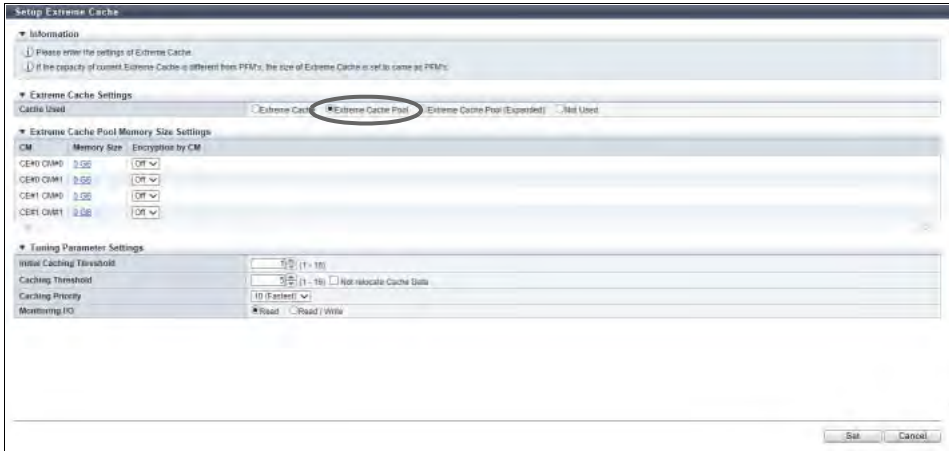 Setup Extreme Cache
Information
Please enter the settings of Extreme Cache.
If the capacity of current Extreme Cache is different from PFM's, the size of Extreme Cache is set to came as PFM's.
Extreme Cache Settings
Cache Used Extreme Cache Extreme Cache Pool Extreme Cache Pool (Expanded) Not Used
Extreme Cache Pool Memory Size Settings
CM Memory Size Encryption by CM
CE#0 CM#0 0 GB Off
CE#0 CM#1 0 GB Off
CE#1 CM#0 0 GB Off
CE#1 CM#1 0 GB Off
Tuning Parameter Settings
Initial Caching Threshold (1 - 16)
Caching Threshold 5 (1 - 16) Not relocate Cache Data
Caching Priority 10 (Fastest)
Monitoring I/O Read Read / Write
Set Cancel